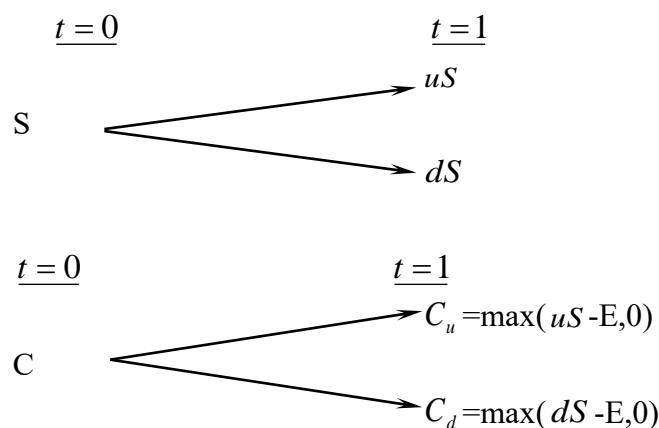 t = 0 t = 1
uS
S
dS
t = 0 t = 1
C_u =max(uS -E,0)
C
C_d =max(dS -E,0)